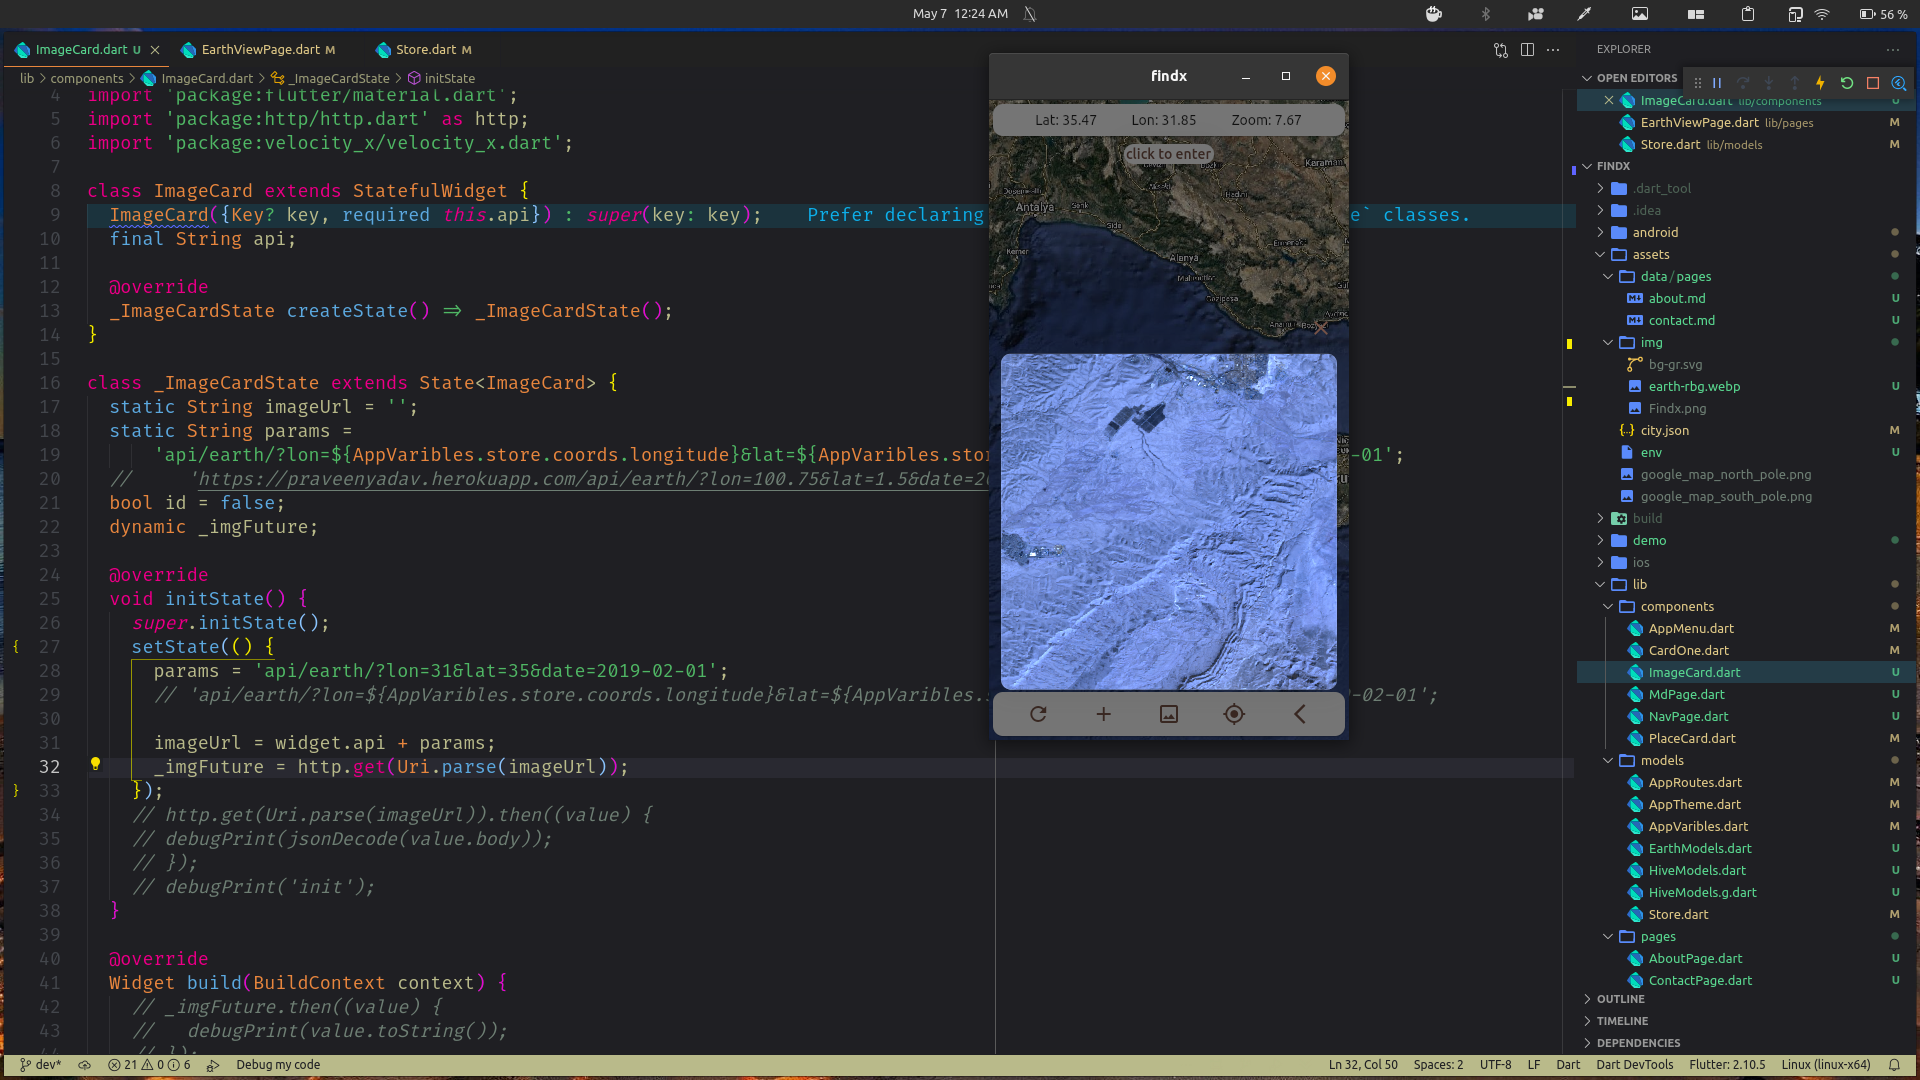 May 7 12:24 AM
56 %
ImageCard.dart U
EarthViewPage.dart M
Store.dart M
lib > components > ImageCard.dart > _ImageCardState > initState
4 import 'package:flutter/material.dart';
5 import 'package:http/http.dart' as http;
6 import 'package:velocity_x/velocity_x.dart';
7
8 class ImageCard extends StatefulWidget {
9 ImageCard({Key? key, required this.api}) : super(key: key); Prefer declaring
e` classes.
10 final String api;
11
12 @override
13 _ImageCardState createState() => _ImageCardState();
14 }
15
16 class _ImageCardState extends State<ImageCard> {
17 static String imageUrl = '';
18 static String params =
19 'api/earth/?lon=${AppVaribles.store.coords.longitude}&lat=${AppVaribles.stor
-01';
20 // 'https://praveenyadav.herokuapp.com/api/earth/?lon=100.75&lat=1.5&date=20
21 bool id = false;
22 dynamic _imgFuture;
23
24 @override
25 void initState() {
26 super.initState();
27 setState(() {
28 params = 'api/earth/?lon=31&lat=35&date=2019-02-01';
29 // 'api/earth/?lon=${AppVaribles.store.coords.longitude}&lat=${AppVaribles.s
-02-01';
30
31 imageUrl = widget.api + params;
32 _imgFuture = http.get(Uri.parse(imageUrl));
33 });
34 // http.get(Uri.parse(imageUrl)).then((value) {
35 // debugPrint(jsonDecode(value.body));
36 // });
37 // debugPrint('init');
38 }
39
40 @override
41 Widget build(BuildContext context) {
42 // _imgFuture.then((value) {
43 // debugPrint(value.toString());
findx
Lat: 35.47 Lon: 31.85 Zoom: 7.67
click to enter
Karaman
Antalya
Serik
Side
Kemer
Alanya
Gazipaşa
Hadim
EXPLORER
OPEN EDITORS
ImageCard.dart lib/components U
EarthViewPage.dart lib/pages M
Store.dart lib/models M
FINDX
.dart_tool
.idea
android
assets
data/pages
about.md U
contact.md U
img
bg-gr.svg
earth-rbg.webp U
Findx.png
city.json M
env U
google_map_north_pole.png
google_map_south_pole.png
build
demo
ios
lib
components
AppMenu.dart M
CardOne.dart M
ImageCard.dart U
MdPage.dart U
NavPage.dart U
PlaceCard.dart M
models
AppRoutes.dart M
AppTheme.dart M
AppVaribles.dart M
EarthModels.dart U
HiveModels.dart U
HiveModels.g.dart U
Store.dart M
pages
AboutPage.dart U
ContactPage.dart U
OUTLINE
TIMELINE
DEPENDENCIES
dev* 21 0 6 Debug my code
Ln 32, Col 50 Spaces: 2 UTF-8 LF Dart Dart DevTools Flutter: 2.10.5 Linux (linux-x64)